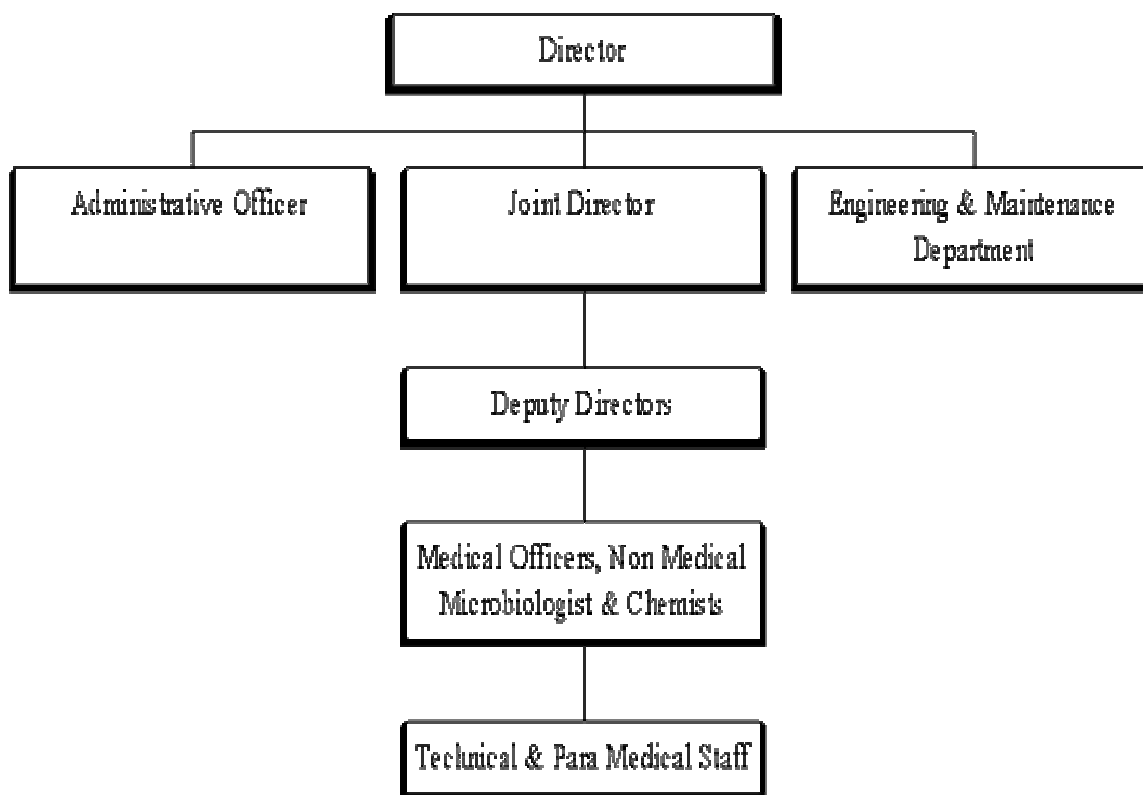 Director
Administrative Officer
Joint Director
Engineering & Maintenance
Department
Deputy Directors
Medical Officers, Non Medical
Microbiologist & Chemists
Technical & Para Medical Staff